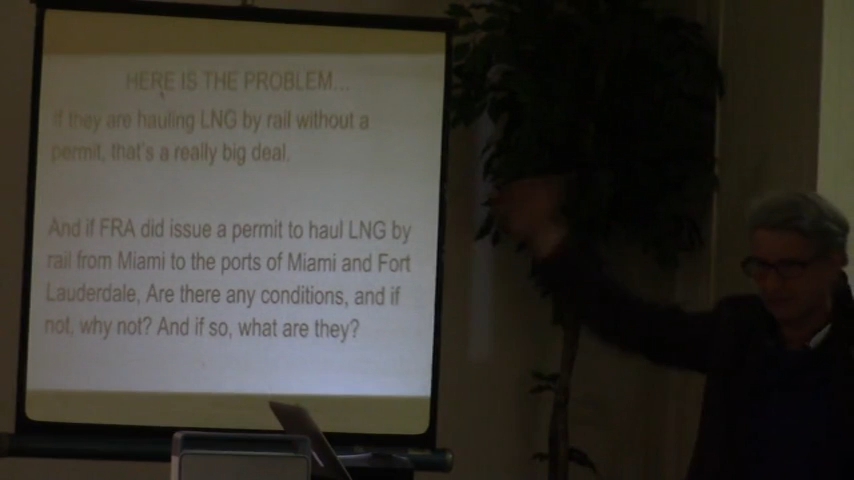 HERE IS THE PROBLEM...
If they are hauling LNG by rail without a
permit, that's a really big deal.
And if FRA did issue a permit to haul LNG by
rail from Miami to the ports of Miami and Fort
Lauderdale, Are there any conditions, and if
not, why not? And if so, what are they?